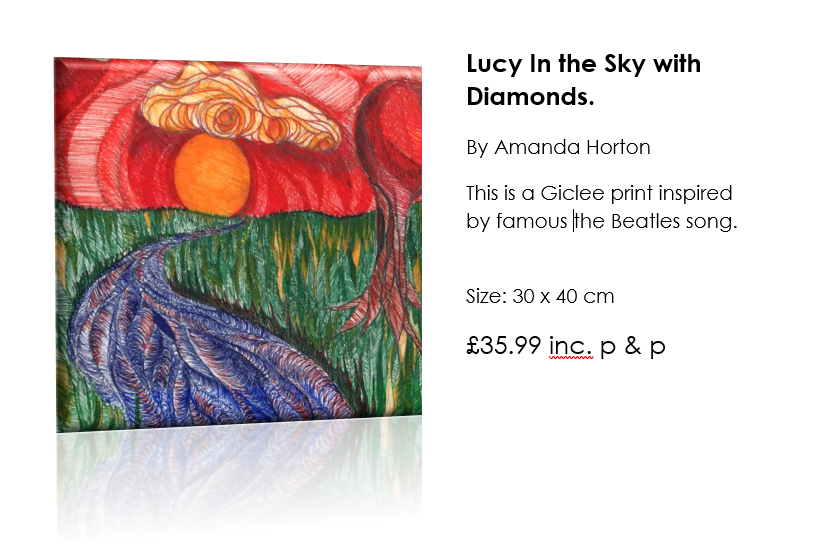 Lucy In the Sky with
Diamonds.
By Amanda Horton
This is a Giclee print inspired
by famous the Beatles song.
Size: 30 x 40 cm
£35.99 inc. p & p